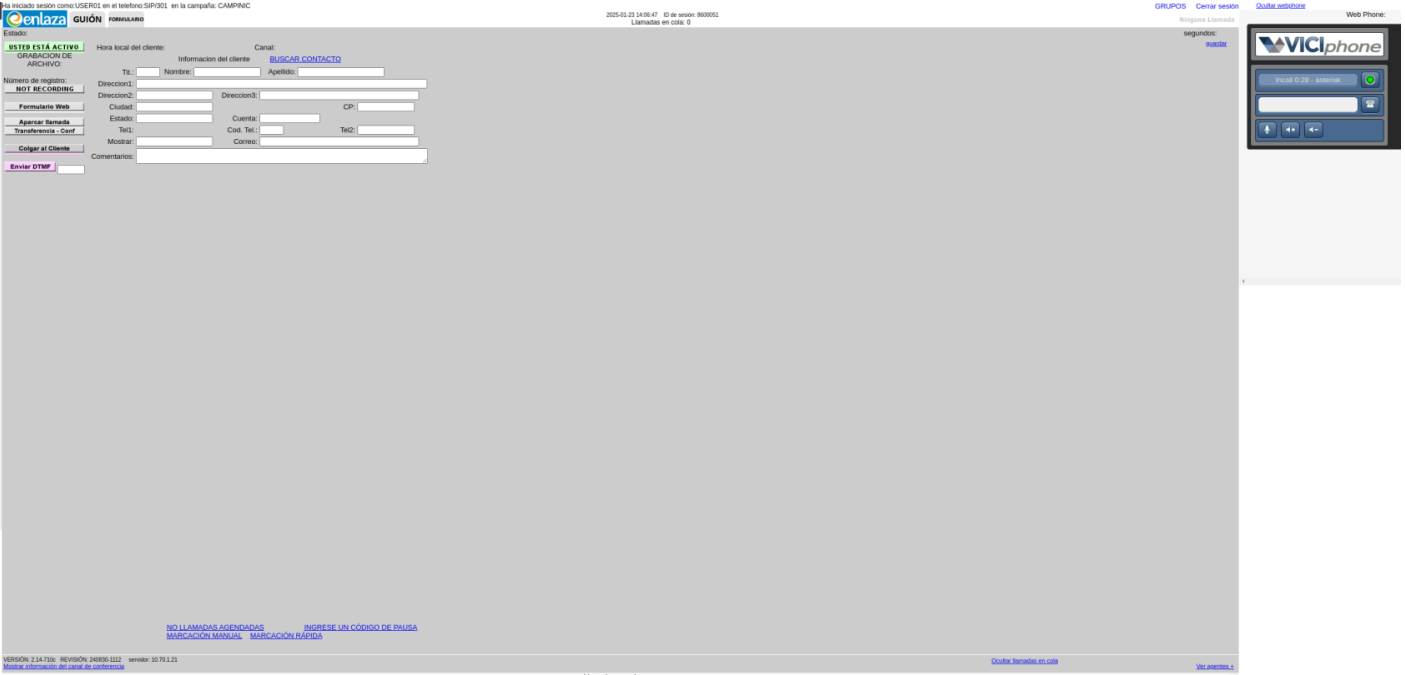 Ha iniciado sesión como:USER01 en el telefono:SIP/301 en la campaña: CAMPINIC
GRUPOS Cerrar sesión Ocultar webphone
enlaza GUIÓN FORMULARIO
2025-01-23 14:06:47 ID de sesión: 8600051
Llamadas en cola: 0
Ninguna Llamada
Web Phone:
Estado:
segundos:
USTED ESTÁ ACTIVO
Hora local del cliente: Canal:
guardar
VICIphone
GRABACION DE
ARCHIVO:
Informacion del cliente BUSCAR CONTACTO
Tit.: Nombre: Apellido:
Número de registro:
Direccion1:
Incall 0:28 - asterisk
NOT RECORDING
Direccion2: Direccion3:
Formulario Web
Ciudad: CP:
Aparcar llamada
Estado: Cuenta:
Transferencia - Conf
Tel1: Cod. Tel.: Tel2:
Mostrar: Correo:
Colgar al Cliente
Comentarios:
Enviar DTMF
NO LLAMADAS AGENDADAS INGRESE UN CÓDIGO DE PAUSA
MARCACIÓN MANUAL MARCACIÓN RÁPIDA
VERSIÓN: 2.14-710c REVISIÓN: 240830-1112 servidor: 10.70.1.21
Mostrar información del canal de conferencia
Ocultar llamadas en cola
Ver agentes +